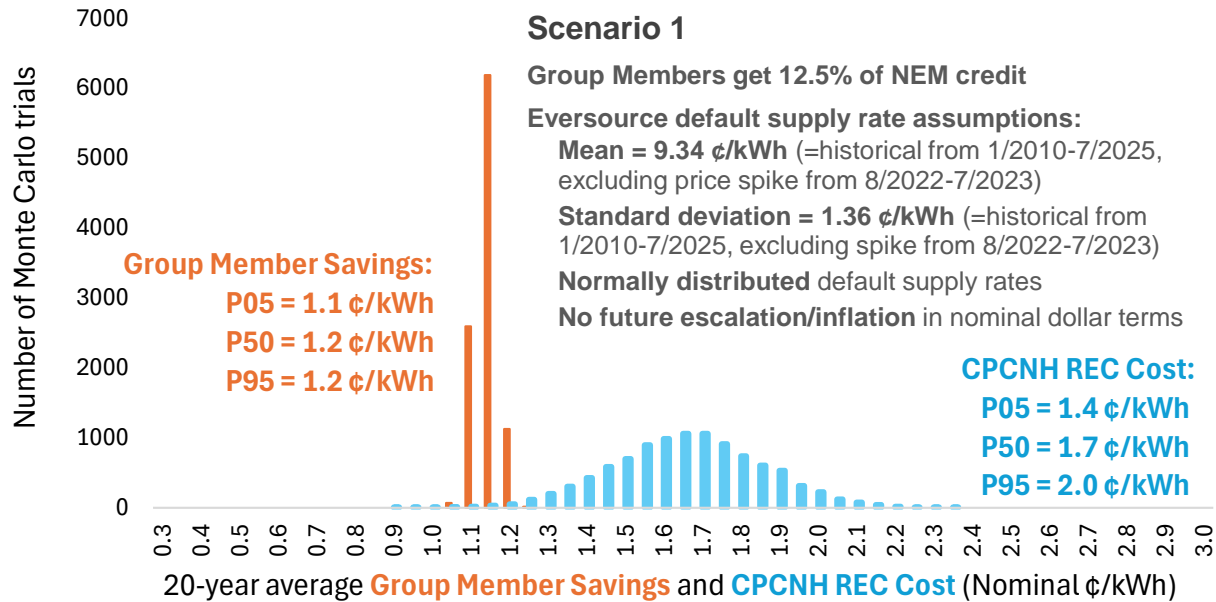 7000
6000
5000
4000
3000
2000
1000
0
Number of Monte Carlo trials
Scenario 1
Group Members get 12.5% of NEM credit
Eversource default supply rate assumptions:
Mean = 9.34 ¢/kWh (=historical from 1/2010-7/2025,
excluding price spike from 8/2022-7/2023)
Standard deviation = 1.36 ¢/kWh (=historical from
1/2010-7/2025, excluding spike from 8/2022-7/2023)
Normally distributed default supply rates
No future escalation/inflation in nominal dollar terms
Group Member Savings:
P05 = 1.1 ¢/kWh
P50 = 1.2 ¢/kWh
P95 = 1.2 ¢/kWh
CPCNH REC Cost:
P05 = 1.4 ¢/kWh
P50 = 1.7 ¢/kWh
P95 = 2.0 ¢/kWh
0.3
0.4
0.5
0.6
0.7
0.8
0.9
1.0
1.1
1.2
1.3
1.4
1.5
1.6
1.7
1.8
1.9
2.0
2.1
2.2
2.3
2.4
2.5
2.6
2.7
2.8
2.9
3.0
20-year average Group Member Savings and CPCNH REC Cost (Nominal ¢/kWh)